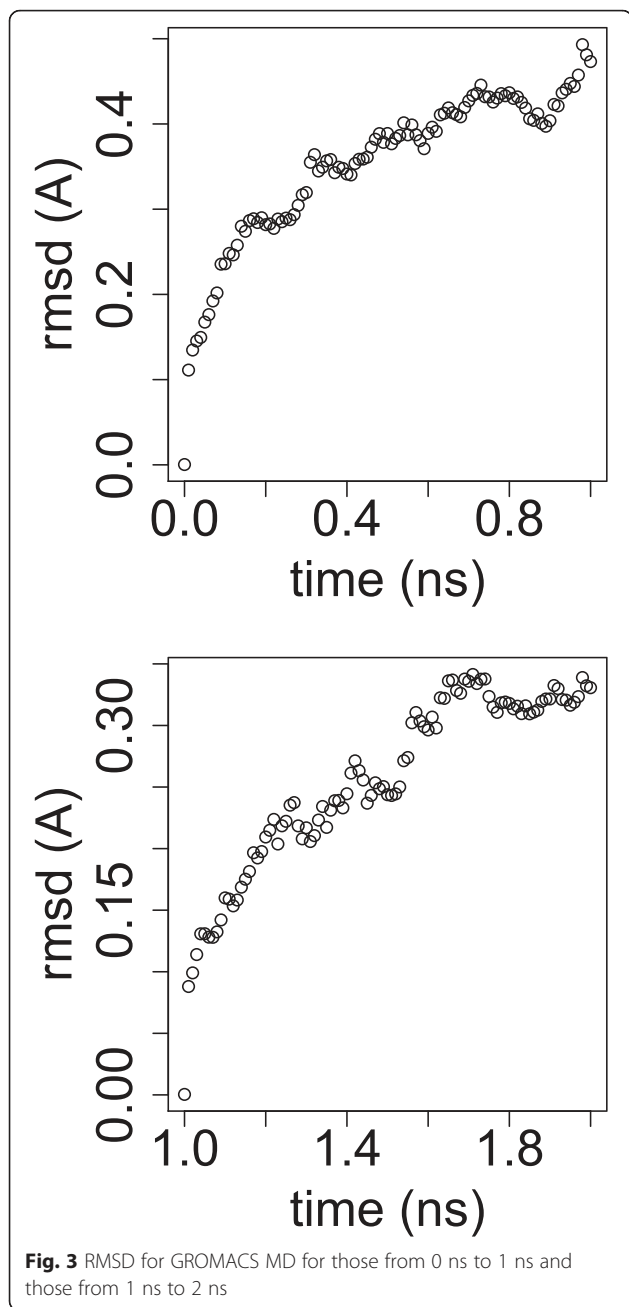 rmsd (A)
0.4
0.2
0.0
0.0 0.4 0.8
time (ns)
rmsd (A)
0.30
0.15
0.00
1.0 1.4 1.8
time (ns)
Fig. 3 RMSD for GROMACS MD for those from 0 ns to 1 ns and
those from 1 ns to 2 ns